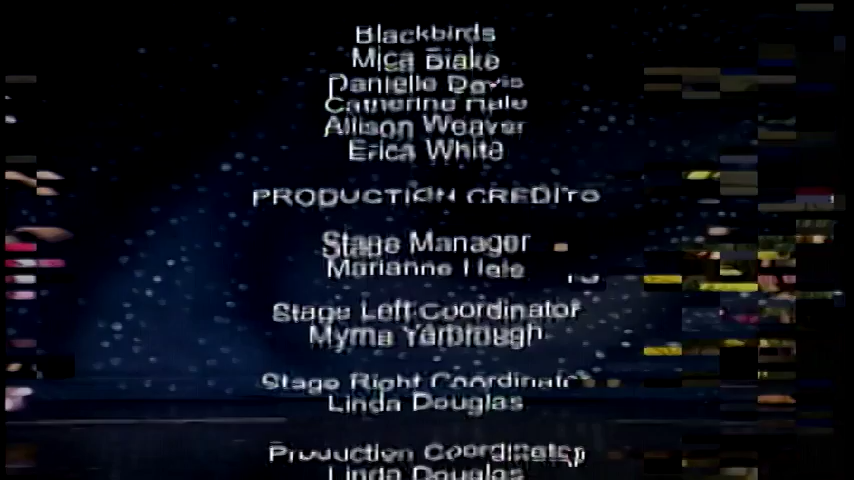 Blackbirds
Mica Blake
Danielle Davis
Catherine Hale
Allison Weaver
Erica White
PRODUCTION CREDITS
Stage Manager
Marianne Hale
Stage Left Coordinator
Myrna Yarbrough
Stage Right Coordinator
Linda Douglas
Production Coordinator
Linda Douglas